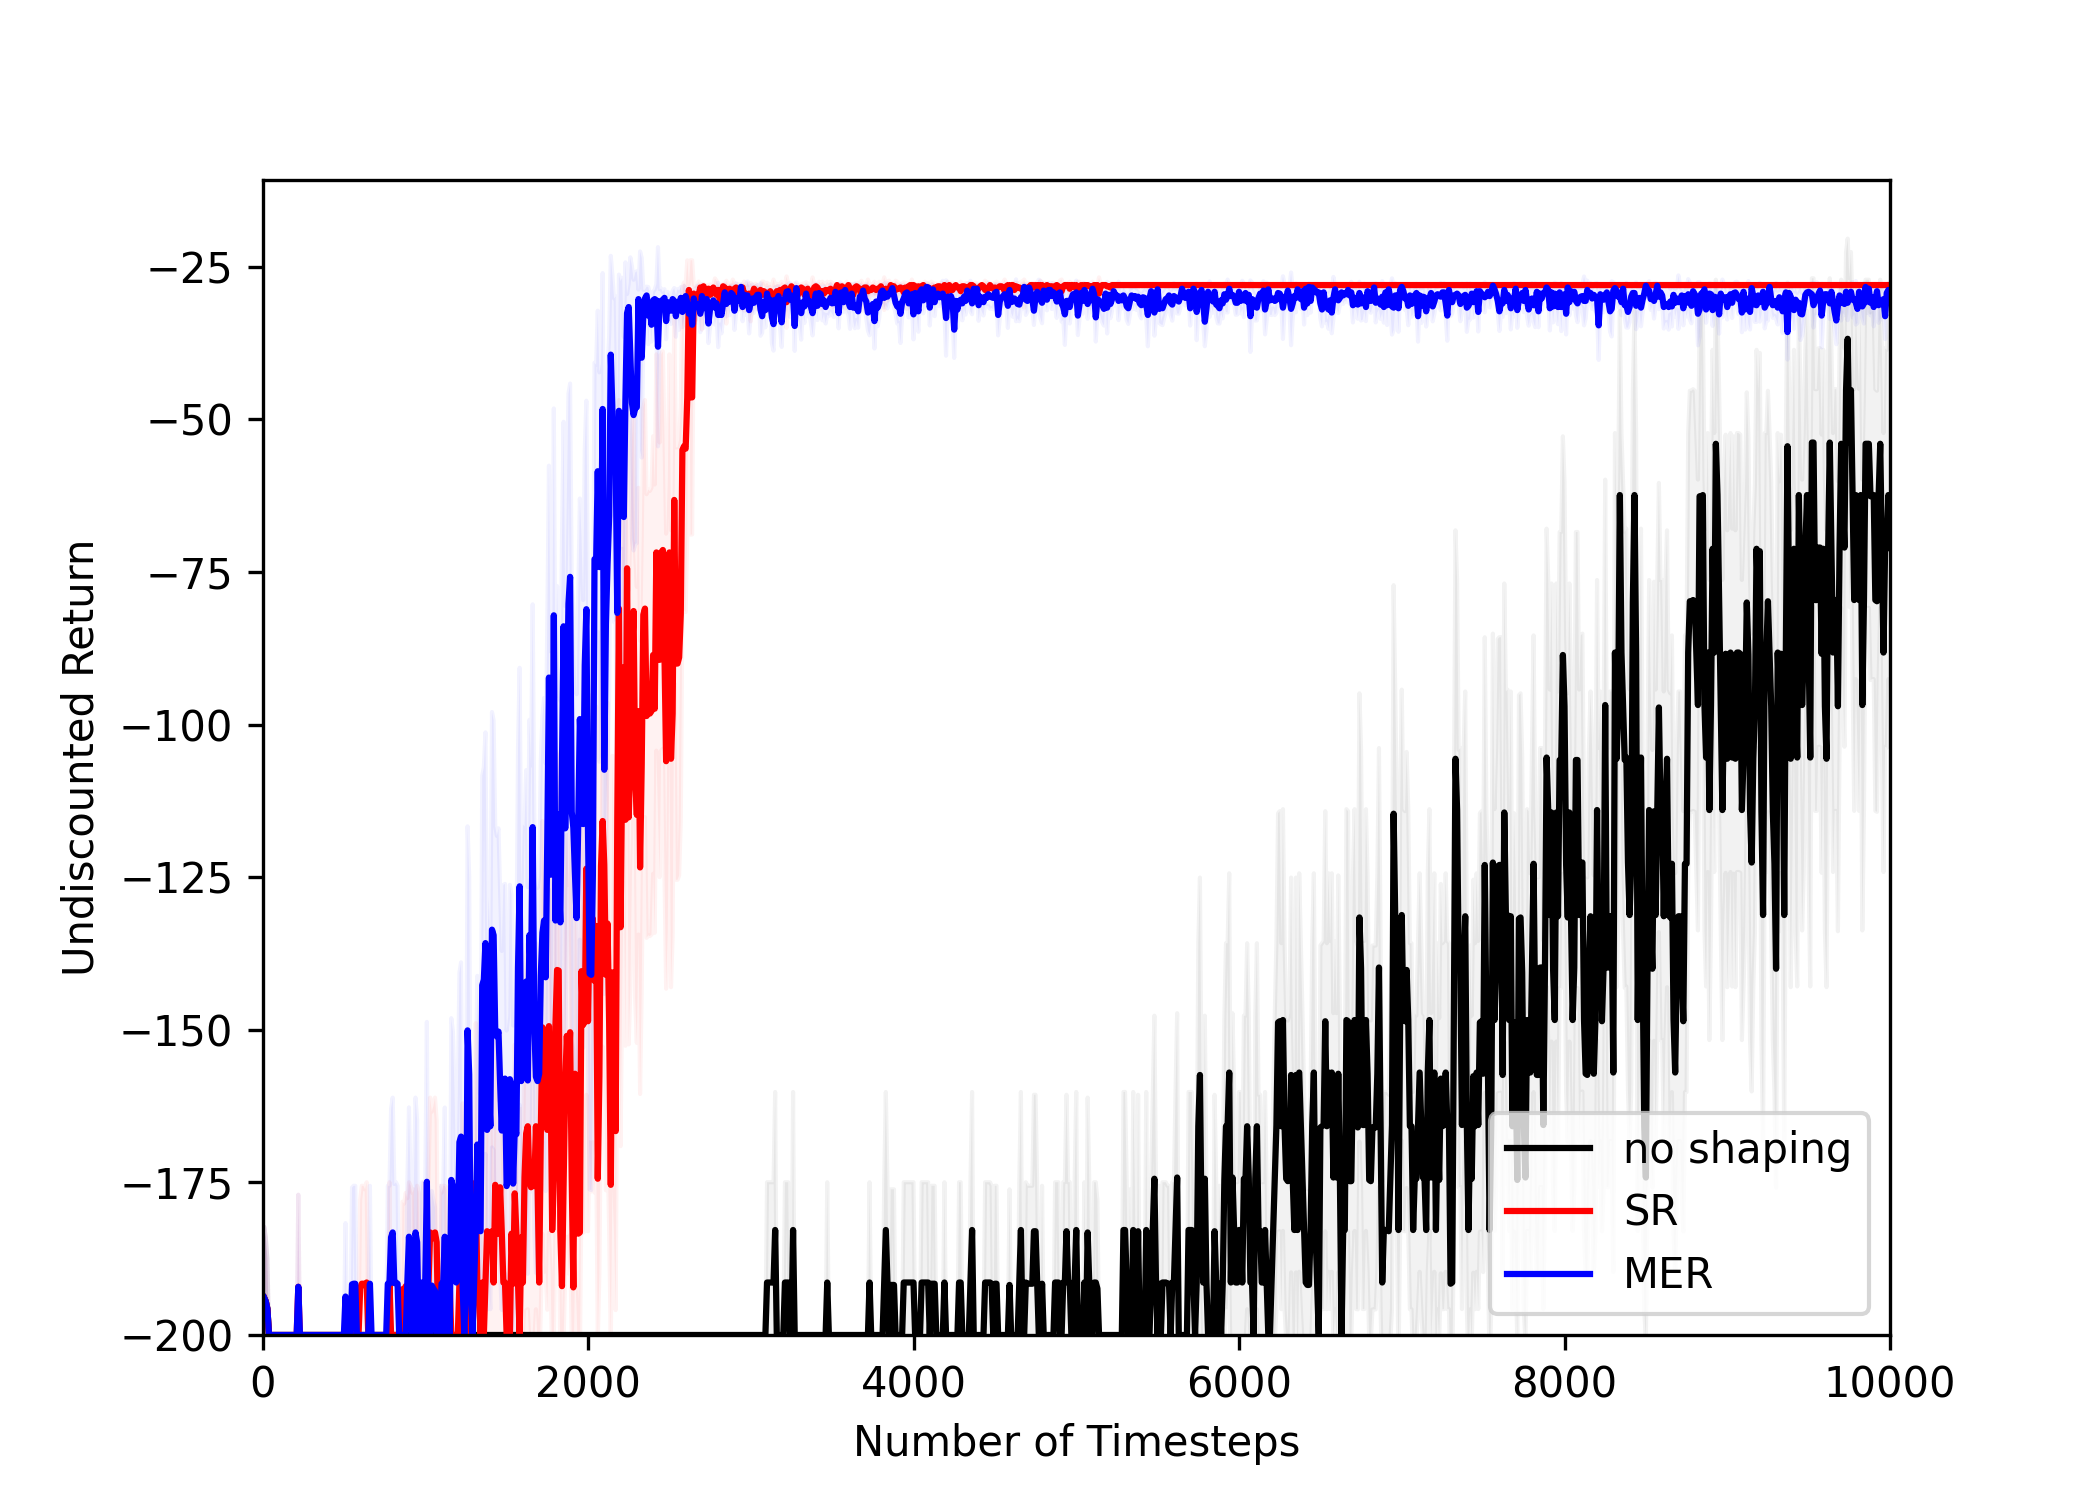 −25
−50
−75
−100
−125
−150
−175
−200
Undiscounted Return
0 2000 4000 6000 8000 10000
Number of Timesteps
no shaping
SR
MER